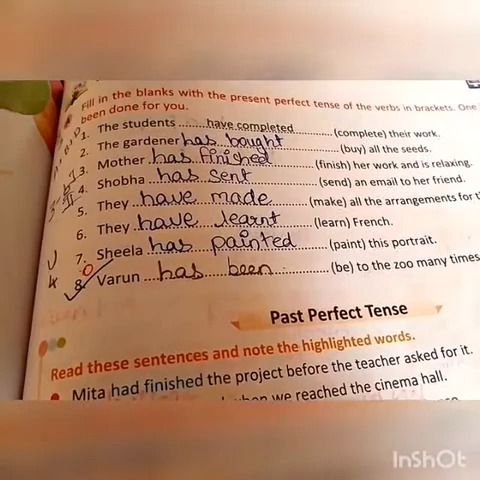 Fill in the blanks with the present perfect tense of the verbs in brackets. One
been done for you.
1. The students ...have completed... (complete) their work.
2. The gardener has bought (buy) all the seeds.
3. Mother has finished (finish) her work and is relaxing.
4. Shobha has sent (send) an email to her friend.
5. They have made (make) all the arrangements for
6. They have learnt (learn) French.
7. Sheela has painted (paint) this portrait.
8. Varun has been (be) to the zoo many times
Past Perfect Tense
Read these sentences and note the highlighted words.
Mita had finished the project before the teacher asked for it.
when we reached the cinema hall.
InShOt